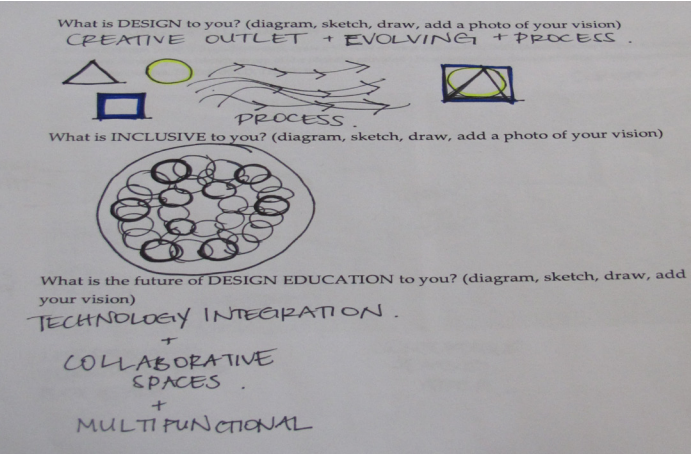 What is DESIGN to you? (diagram, sketch, draw, add a photo of your vision)
CREATIVE OUTLET + EVOLVING + PROCESS.
PROCESS.
What is INCLUSIVE to you? (diagram, sketch, draw, add a photo of your vision)
What is the future of DESIGN EDUCATION to you? (diagram, sketch, draw, add
your vision)
TECHNOLOGY INTEGRATION.
+
COLLABORATIVE
SPACES.
+
MULTIFUNCTIONAL